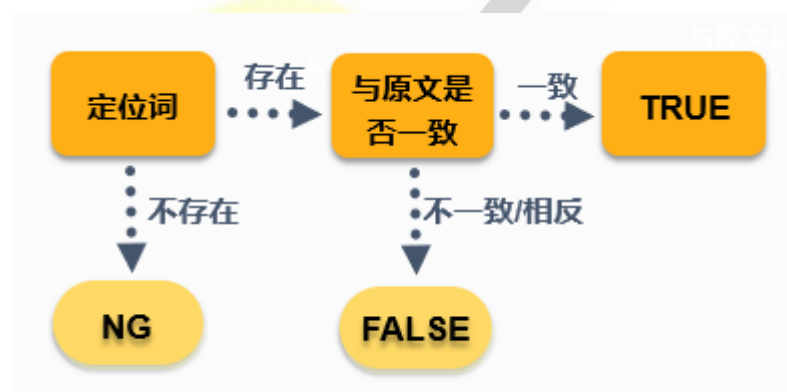 定位词
存在
与原文是
否一致
一致
TRUE
不存在
不一致/相反
NG
FALSE